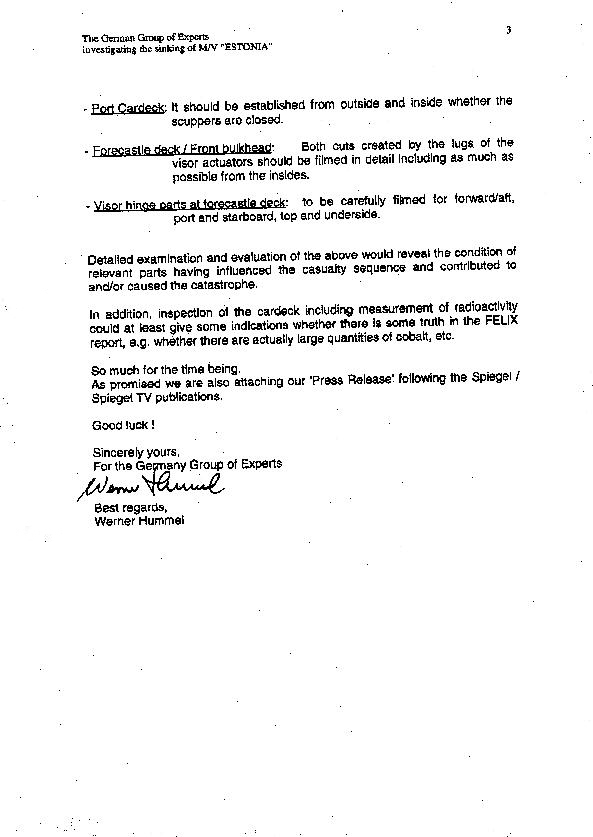 The German Group of Experts
investigating the sinking of M/V "ESTONIA"
3
- Port Cardeck: It should be established from outside and inside whether the
scuppers are closed.
- Forecastle deck / Front bulkhead: Both cuts created by the lugs of the
visor actuators should be filmed in detail including as much as
possible from the insides.
- Visor hinge parts at forecastle deck: to be carefully filmed for forward/aft,
port and starboard, top and underside.
Detailed examination and evaluation of the above would reveal the condition of
relevant parts having influenced the casualty sequence and contributed to
and/or caused the catastrophe.
In addition, inspection of the cardeck including measurement of radioactivity
could at least give some indications whether there is some truth in the FELIX
report, e.g. whether there are actually large quantities of cobalt, etc.
So much for the time being.
As promised we are also attaching our 'Press Release' following the Spiegel /
Spiegel TV publications.
Good luck !
Sincerely yours,
For the Germany Group of Experts
Werner Hummel
Best regards,
Werner Hummel